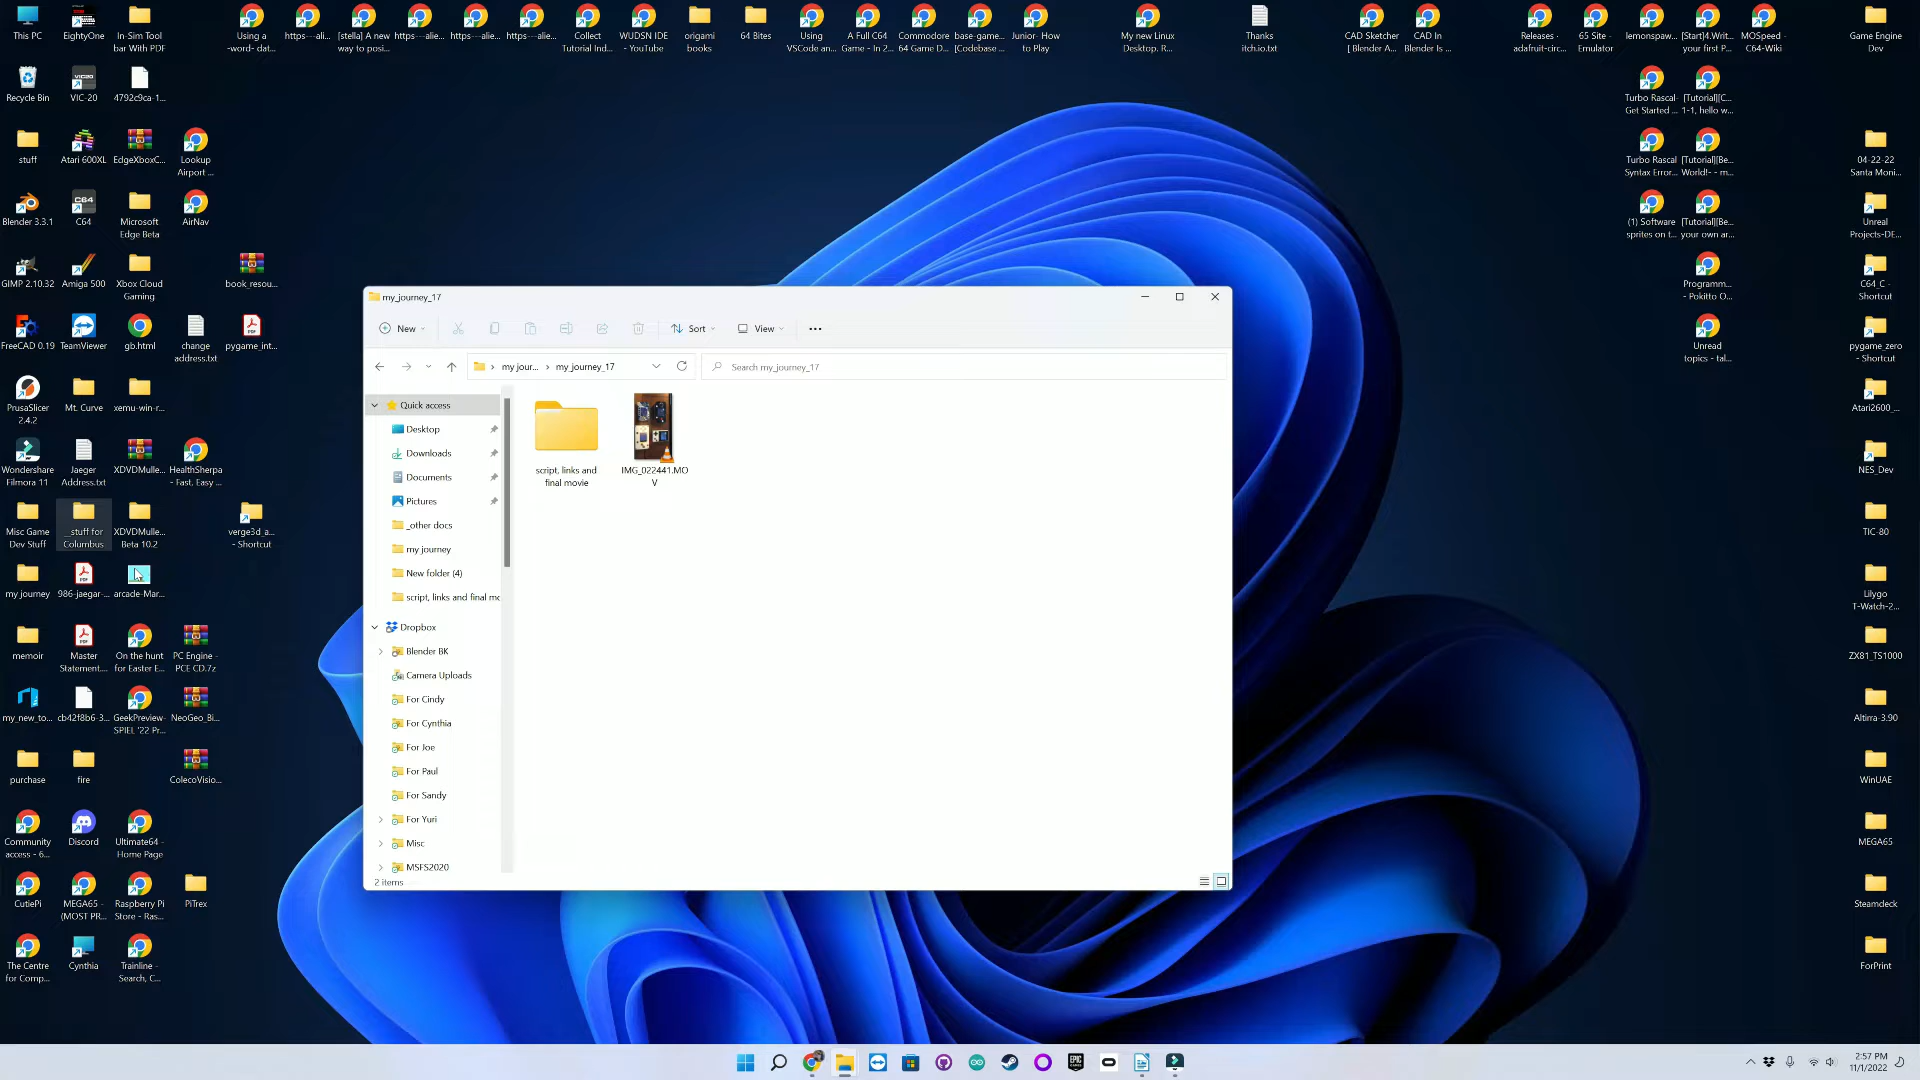 This PC
EightyOne
In-Sim Tool
bar With PDF
Using a
-word- dat...
https---alie...
[stella] A new
way to posi...
https---alie...
https---alie...
https---alie...
Collect
Tutorial Ind...
WUDSN IDE
- YouTube
origami
books
64 Bites
Using
VSCode an...
A Full C64
Game - In 2...
Commodore
64 Game D...
base-game...
[Codebase ...
Junior- How
to Play
My new Linux
Desktop. R...
Thanks
itch.io.txt
CAD Sketcher
[ Blender A...
CAD In
Blender Is ...
Releases ·
adafruit-circ...
65 Site -
Emulator
lemonspaw...
[Start]4.Writ...
your first P...
MOSpeed -
C64-Wiki
Game Engine
Dev
Recycle Bin
VIC-20
4792c9ca-1...
Turbo Rascal-
Get Started ...
[Tutorial][C...
1-1, hello w...
stuff
Atari 600XL
EdgeXboxC...
Lookup
Airport ...
Turbo Rascal
Syntax Error...
[Tutorial][Be...
World!- - m...
04-22-22
Santa Moni...
Blender 3.3.1
C64
Microsoft
Edge Beta
AirNav
(1) Software
sprites on t...
[Tutorial][Be...
your own ar...
Unreal
Projects-DE...
GIMP 2.10.32
Amiga 500
Xbox Cloud
Gaming
book_resou...
Programm...
- Pokitto O...
C64_C -
Shortcut
FreeCAD 0.19
TeamViewer
gb.html
change
address.txt
pygame_int...
Unread
topics - tal...
pygame_zero
- Shortcut
PrusaSlicer
2.4.2
Mt. Curve
xemu-win-r...
Atari2600_...
Wondershare
Filmora 11
Jaeger
Address.txt
XDVDMulle...
HealthSherpa
- Fast, Easy ...
NES_Dev
Misc Game
Dev Stuff
_stuff for
Columbus
XDVDMulle...
Beta 10.2
verge3d_a...
- Shortcut
TIC-80
my journey
986-jaegar-...
arcade-Mar...
Lilygo
T-Watch-2...
memoir
Master
Statement....
On the hunt
for Easter E...
PC Engine -
PCE CD.7z
ZX81_TS1000
my_new_to...
cb42f8b6-3...
GeekPreview-
SPIEL '22 Pr...
NeoGeo_Bi...
Altirra-3.90
purchase
fire
ColecoVisio...
WinUAE
Community
access - 6...
Discord
Ultimate64 -
Home Page
MEGA65
CutiePi
MEGA65 -
(MOST PR...
Raspberry Pi
Store - Ras...
PiTrex
Steamdeck
The Centre
for Comp...
Cynthia
Trainline -
Search, C...
ForPrint
my_journey_17
New
Sort
View
my jour...
my_journey_17
Search my_journey_17
Quick access
Desktop
Downloads
Documents
Pictures
_other docs
my journey
New folder (4)
script, links and final mo
Dropbox
Blender BK
Camera Uploads
For Cindy
For Cynthia
For Joe
For Paul
For Sandy
For Yuri
Misc
MSFS2020
script, links and
final movie
IMG_022441.MO
V
2 items
2:57 PM
11/1/2022